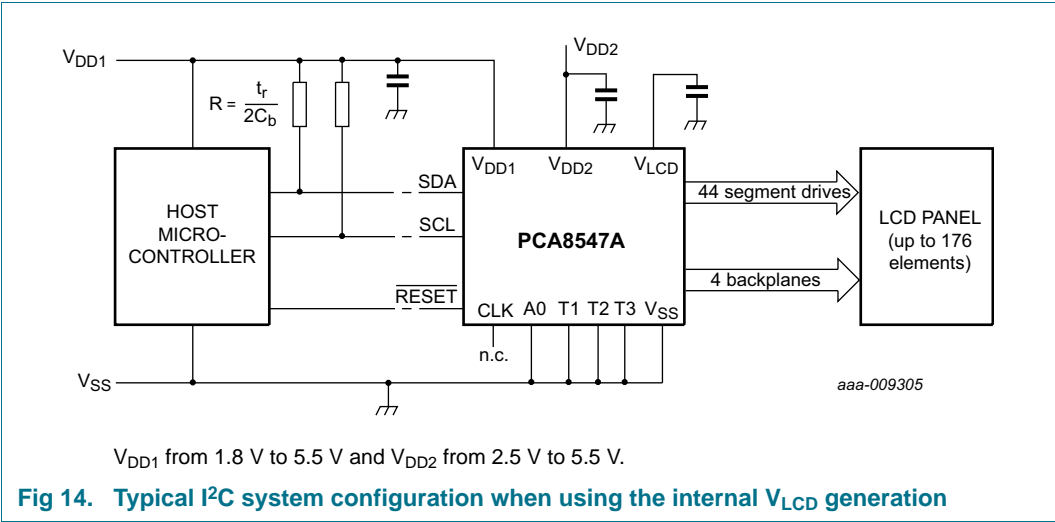 VDD1
VDD2
R = tr
2Cb
VDD1 VDD2 VLCD
SDA
44 segment drives
HOST
MICRO-
CONTROLLER
SCL
PCA8547A
LCD PANEL
(up to 176
elements)
4 backplanes
RESET
CLK A0 T1 T2 T3 VSS
n.c.
VSS
aaa-009305
VDD1 from 1.8 V to 5.5 V and VDD2 from 2.5 V to 5.5 V.
Fig 14. Typical I²C system configuration when using the internal VLCD generation